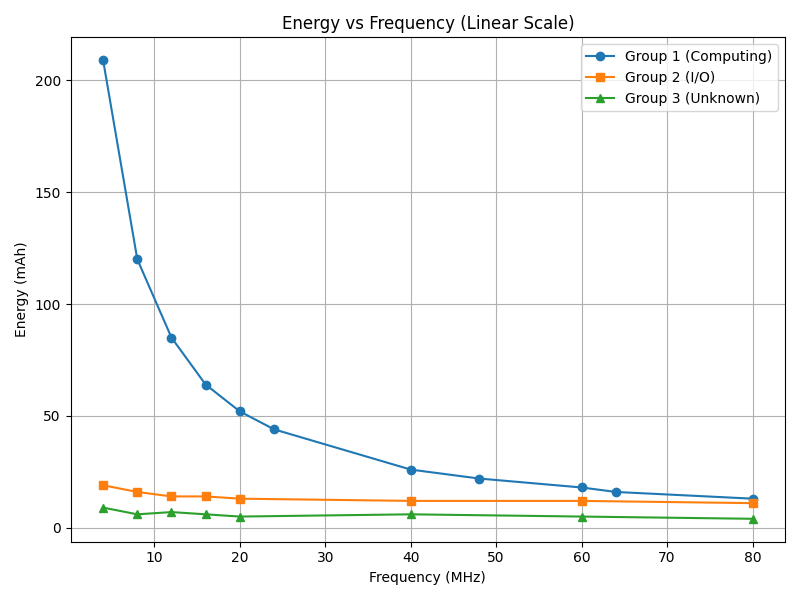 Energy vs Frequency (Linear Scale)
Group 1 (Computing)
Group 2 (I/O)
Group 3 (Unknown)
Energy (mAh)
200
150
100
50
0
10 20 30 40 50 60 70 80
Frequency (MHz)